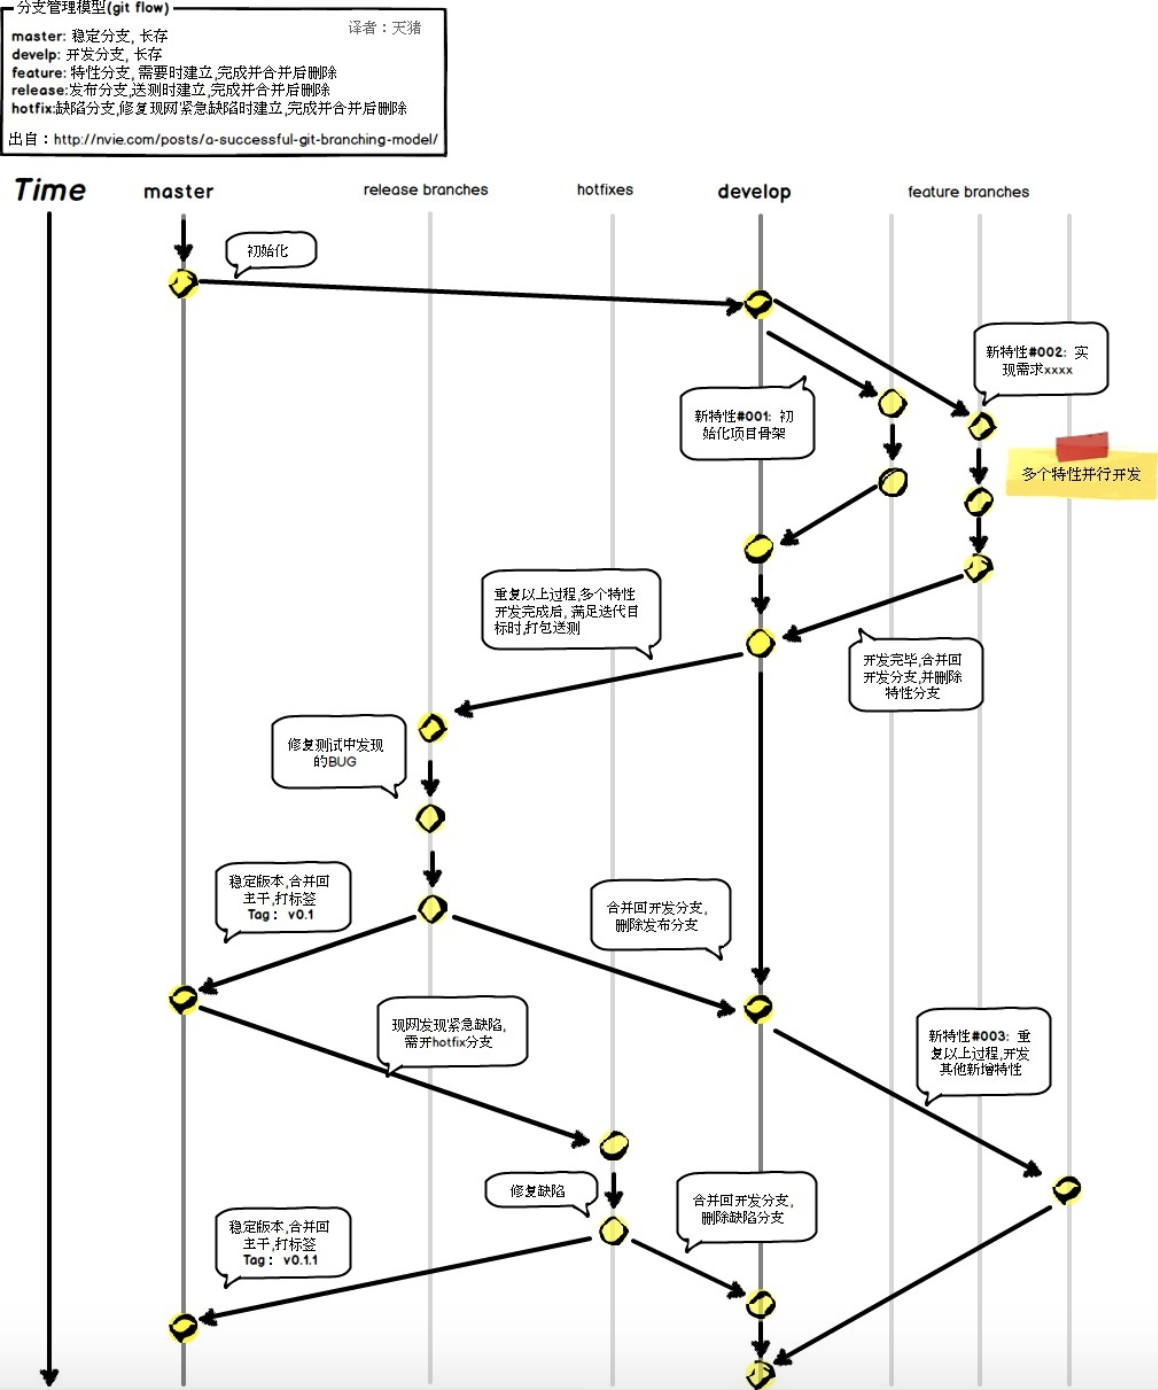 分支管理模型(git flow)
译者：天猪
master: 稳定分支, 长存
develp: 开发分支, 长存
feature: 特性分支, 需要时建立,完成并合并后删除
release:发布分支,送测时建立,完成并合并后删除
hotfix:缺陷分支,修复现网紧急缺陷时建立,完成并合并后删除
出自：http://nvie.com/posts/a-successful-git-branching-model/
Time
master
release branches
hotfixes
develop
feature branches
初始化
新特性#002: 实
现需求xxxx
新特性#001: 初
始化项目骨架
多个特性并行开发
重复以上过程,多个特性
开发完成后, 满足迭代目
标时,打包送测
开发完毕,合并回
开发分支,并删除
特性分支
修复测试中发现
的BUG
稳定版本,合并回
主干,打标签
Tag： v0.1
合并回开发分支,
删除发布分支
现网发现紧急缺陷,
需开hotfix分支
新特性#003: 重
复以上过程,开发
其他新增特性
修复缺陷
合并回开发分支,
删除缺陷分支
稳定版本,合并回
主干,打标签
Tag： v0.1.1